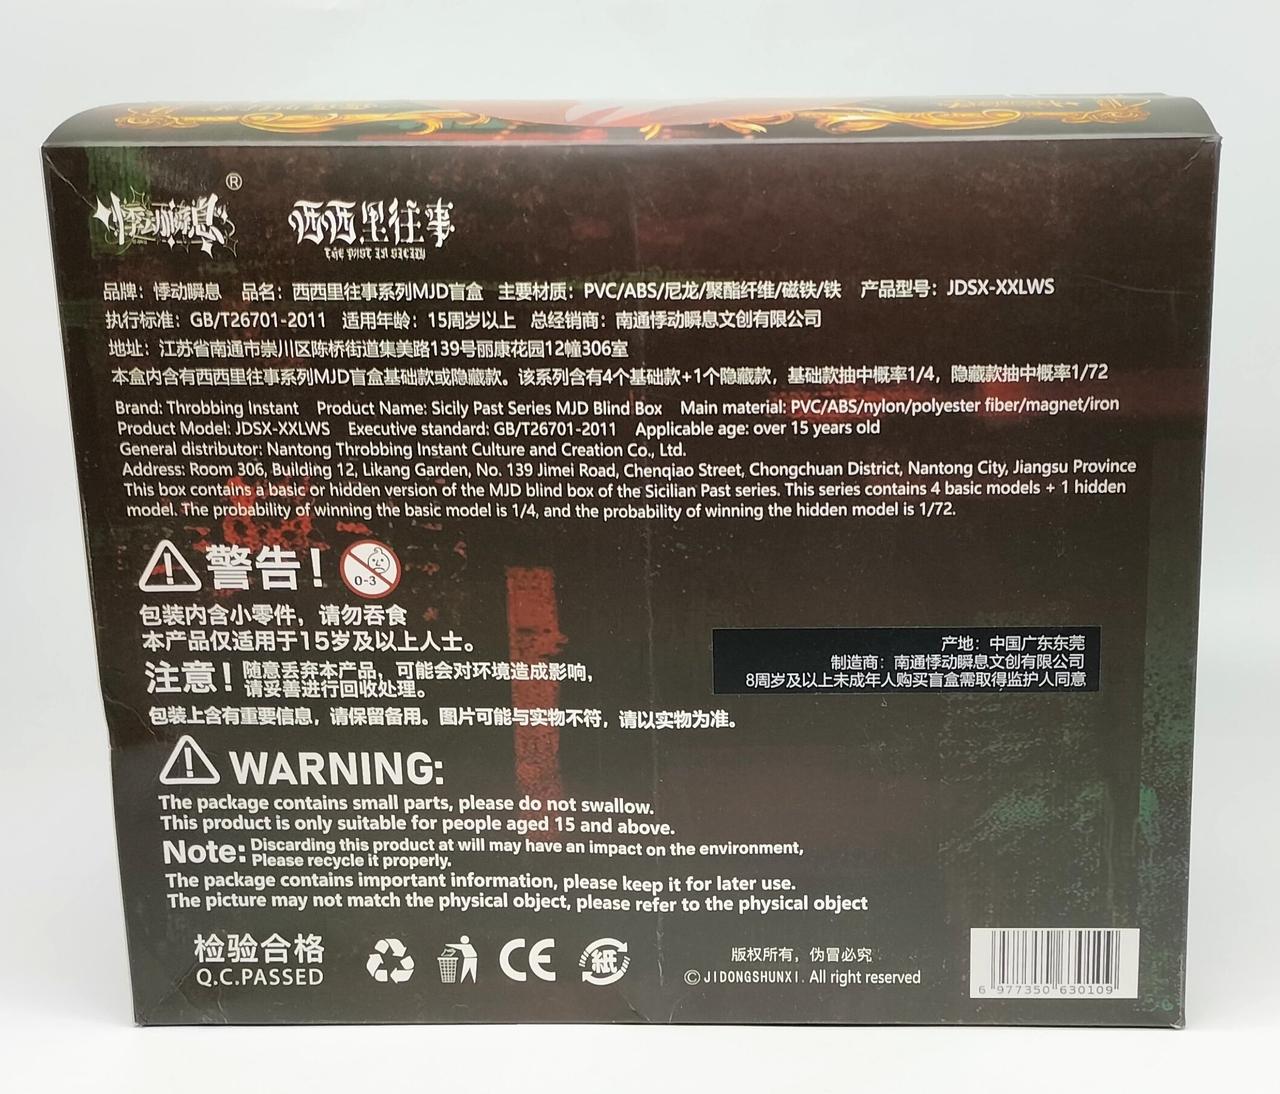 悸动瞬息®
西西里往事
THE PAST IN SICILY
品牌：悸动瞬息 品名：西西里往事系列MJD盲盒 主要材质：PVC/ABS/尼龙/聚酯纤维/磁铁/铁 产品型号：JDSX-XXLWS
执行标准：GB/T26701-2011 适用年龄：15周岁以上 总经销商：南通悸动瞬息文创有限公司
地址：江苏省南通市崇川区陈桥街道集美路139号丽康花园12幢306室
本盒内含有西西里往事系列MJD盲盒基础款或隐藏款。该系列含有4个基础款+1个隐藏款，基础款抽中概率1/4，隐藏款抽中概率1/72
Brand: Throbbing Instant Product Name: Sicily Past Series MJD Blind Box Main material: PVC/ABS/nylon/polyester fiber/magnet/iron
Product Model: JDSX-XXLWS Executive standard: GB/T26701-2011 Applicable age: over 15 years old
General distributor: Nantong Throbbing Instant Culture and Creation Co., Ltd.
Address: Room 306, Building 12, Likang Garden, No. 139 Jimei Road, Chenqiao Street, Chongchuan District, Nantong City, Jiangsu Province
This box contains a basic or hidden version of the MJD blind box of the Sicilian Past series. This series contains 4 basic models + 1 hidden
model. The probability of winning the basic model is 1/4, and the probability of winning the hidden model is 1/72.
警告！
0-3
包装内含小零件，请勿吞食
本产品仅适用于15岁及以上人士。
注意！随意丢弃本产品，可能会对环境造成影响，
请妥善进行回收处理。
包装上含有重要信息，请保留备用。图片可能与实物不符，请以实物为准。
产地：中国广东东莞
制造商：南通悸动瞬息文创有限公司
8周岁及以上未成年人购买盲盒需取得监护人同意
WARNING:
The package contains small parts, please do not swallow.
This product is only suitable for people aged 15 and above.
Note: Discarding this product at will may have an impact on the environment,
Please recycle it properly.
The package contains important information, please keep it for later use.
The picture may not match the physical object, please refer to the physical object
检验合格
Q.C.PASSED
CE
紙
版权所有，伪冒必究
©JIDONGSHUNXI. All right reserved
6 977350 630109